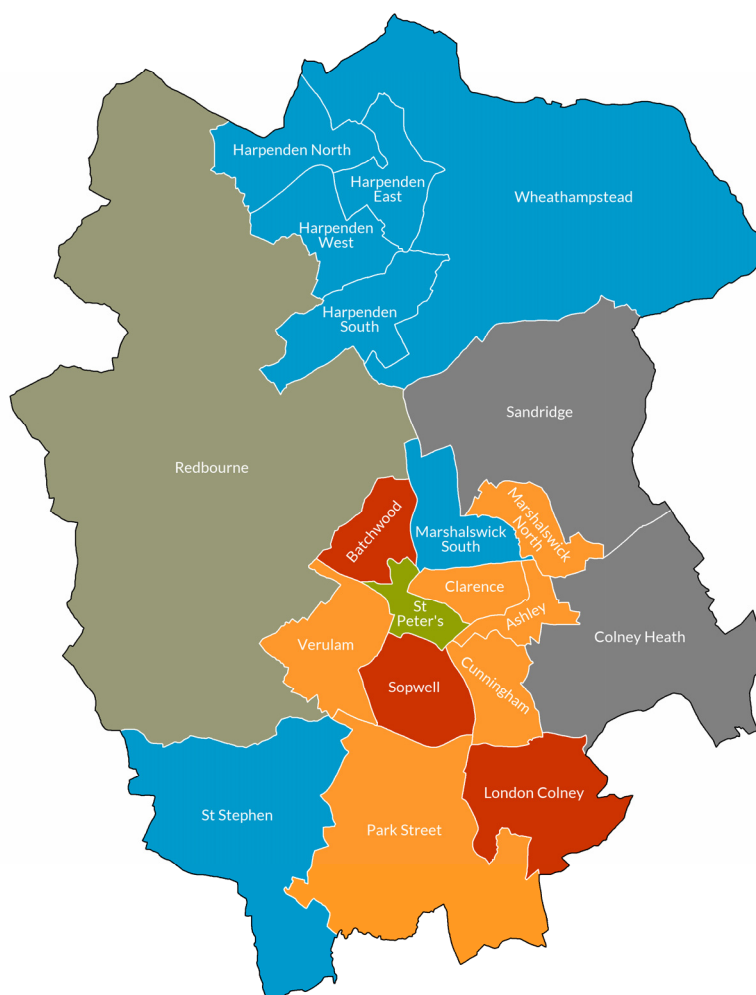 Harpenden North
Harpenden
East
Wheathampstead
Harpenden
West
Harpenden
South
Sandridge
Redbourne
Marshalswick
North
Batchwood
Marshalswick
South
Clarence
St
Peter's
Ashley
Colney Heath
Verulam
Cunningham
Sopwell
London Colney
St Stephen
Park Street